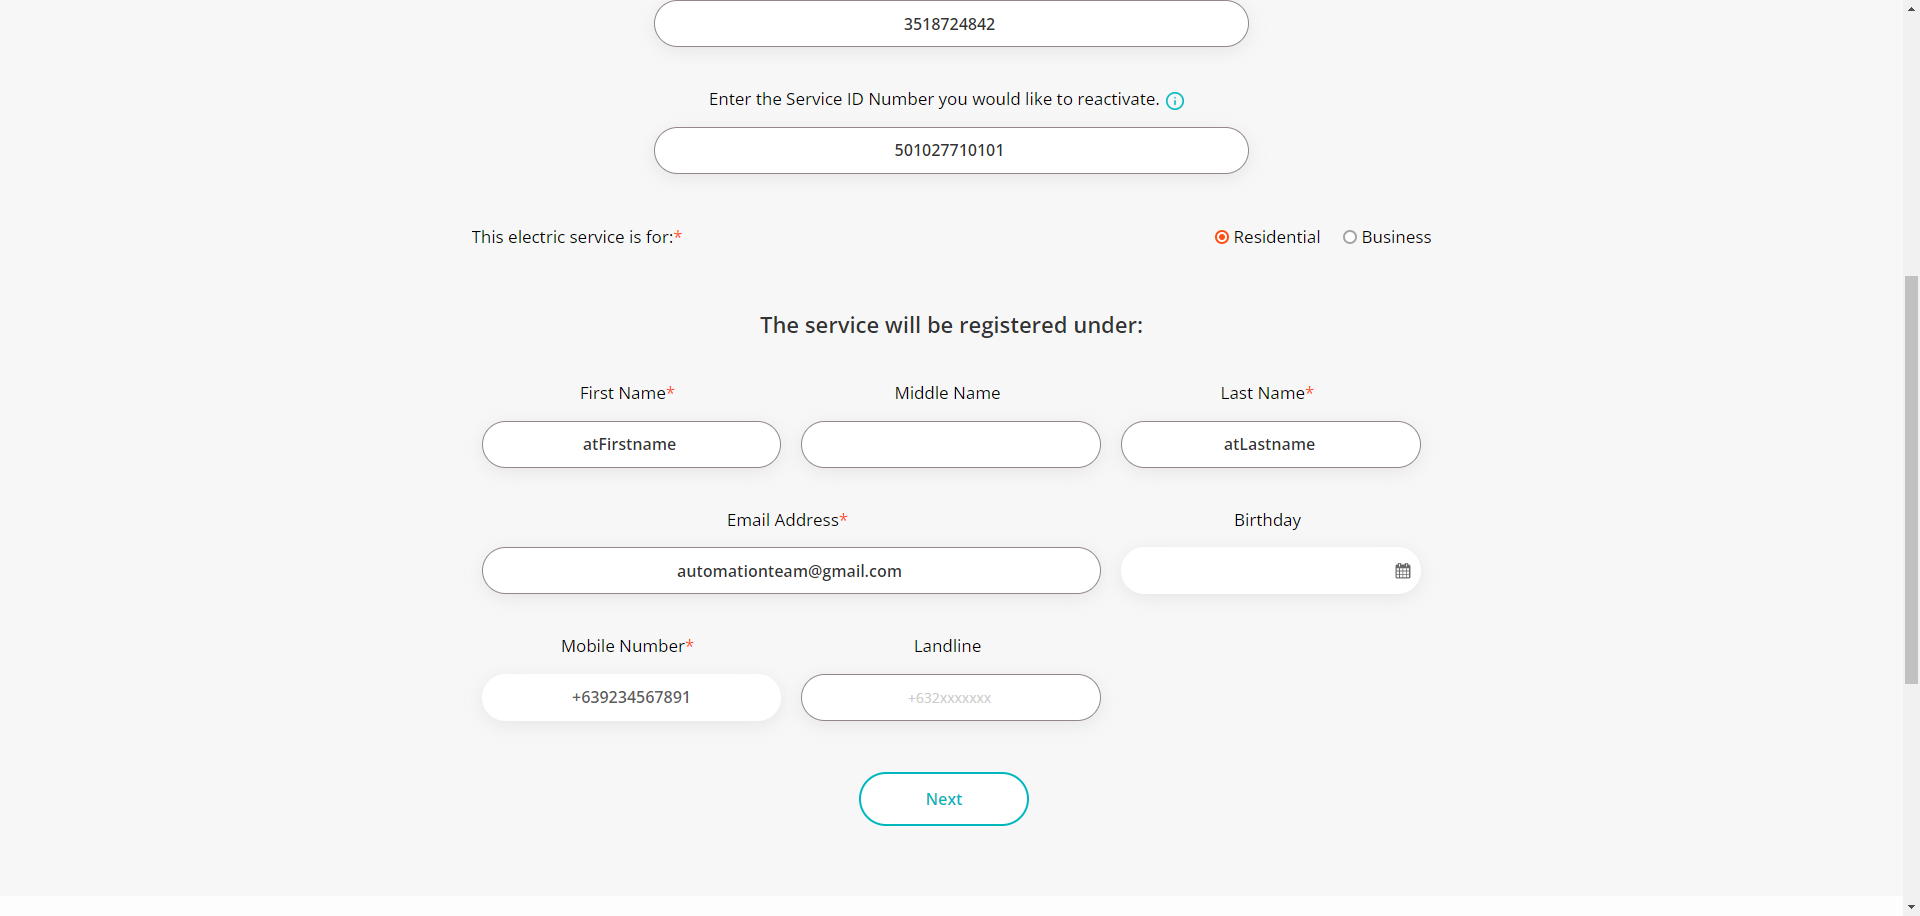 3518724842
Enter the Service ID Number you would like to reactivate.
501027710101
This electric service is for:* Residential Business
The service will be registered under:
First Name* Middle Name Last Name*
atFirstname atLastname
Email Address* Birthday
automationteam@gmail.com
Mobile Number* Landline
+639234567891 +632xxxxxxx
Next